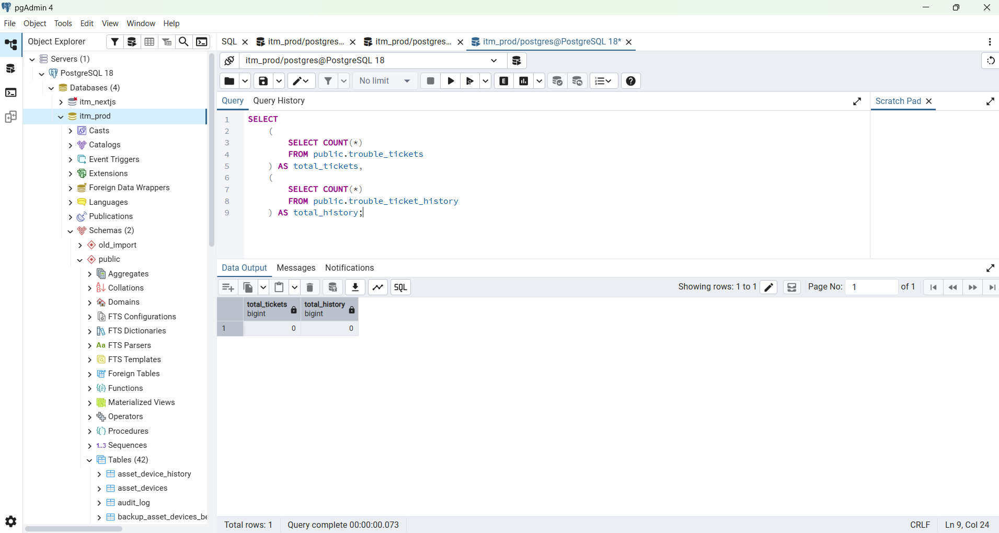 pgAdmin 4
File Object Tools Edit View Window Help
Object Explorer
SQL
itm_prod/postgres...
itm_prod/postgres...
itm_prod/postgres@PostgreSQL 18*
Servers (1)
PostgreSQL 18
Databases (4)
itm_nextjs
itm_prod
Casts
Catalogs
Event Triggers
Extensions
Foreign Data Wrappers
Languages
Publications
Schemas (2)
old_import
public
Aggregates
Collations
Domains
FTS Configurations
FTS Dictionaries
Aa FTS Parsers
FTS Templates
Foreign Tables
Functions
Materialized Views
Operators
Procedures
1..3 Sequences
Tables (42)
asset_device_history
asset_devices
audit_log
backup_asset_devices_be
itm_prod/postgres@PostgreSQL 18
No limit
E
Query Query History
Scratch Pad
1 SELECT
2 (
3 SELECT COUNT(*)
4 FROM public.trouble_tickets
5 ) AS total_tickets,
6 (
7 SELECT COUNT(*)
8 FROM public.trouble_ticket_history
9 ) AS total_history;
Data Output Messages Notifications
SQL
Showing rows: 1 to 1
Page No: 1 of 1
total_tickets total_history
bigint bigint
1 0 0
Total rows: 1 Query complete 00:00:00.073
CRLF Ln 9, Col 24